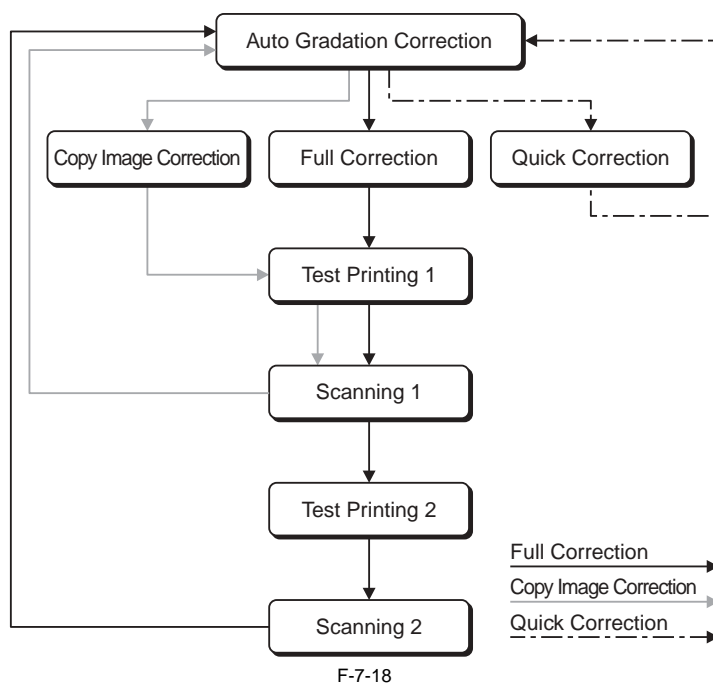 Auto Gradation Correction
Copy Image Correction
Full Correction
Quick Correction
Test Printing 1
Scanning 1
Test Printing 2
Scanning 2
Full Correction
Copy Image Correction
Quick Correction
F-7-18